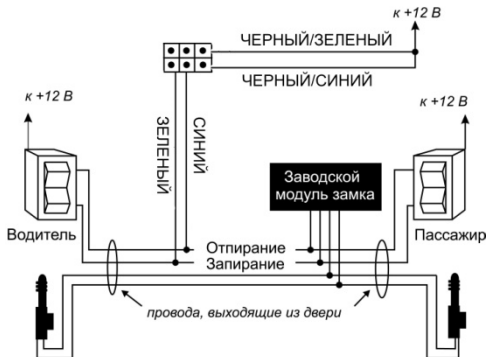 к +12 В
ЧЕРНЫЙ/ЗЕЛЕНЫЙ
ЧЕРНЫЙ/СИНИЙ
к +12 В
к +12 В
ЗЕЛЕНЫЙ
СИНИЙ
Заводской
модуль замка
Водитель
Пассажир
Отпирание
Запирание
провода, выходящие из двери